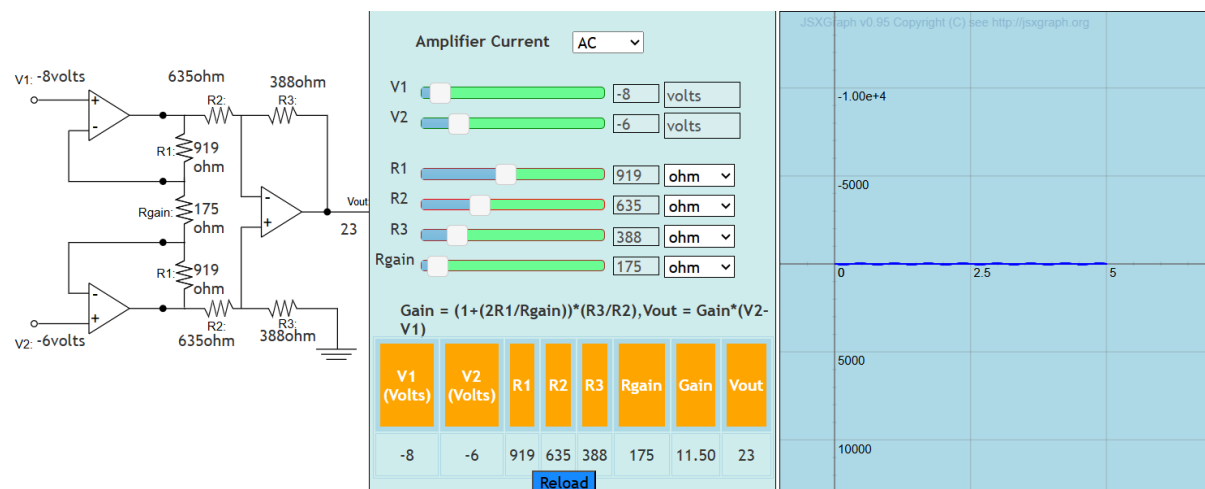 V1: -8volts
635ohm
388ohm
R2:
R3:
+
-
R1:
919
ohm
Rgain:
175
ohm
-
+
Vout
23
R1:
919
ohm
-
+
V2: -6volts
R2:
635ohm
R3:
388ohm
Amplifier Current AC
V1 -8 volts
V2 -6 volts
R1 919 ohm
R2 635 ohm
R3 388 ohm
Rgain 175 ohm
Gain = (1+(2R1/Rgain))*(R3/R2),Vout = Gain*(V2-
V1)
V1 (Volts) V2 (Volts) R1 R2 R3 Rgain Gain Vout
-8 -6 919 635 388 175 11.50 23
Reload
JSXGraph v0.95 Copyright (C) see http://jsxgraph.org
-1.00e+4
-5000
0 2.5 5
5000
10000